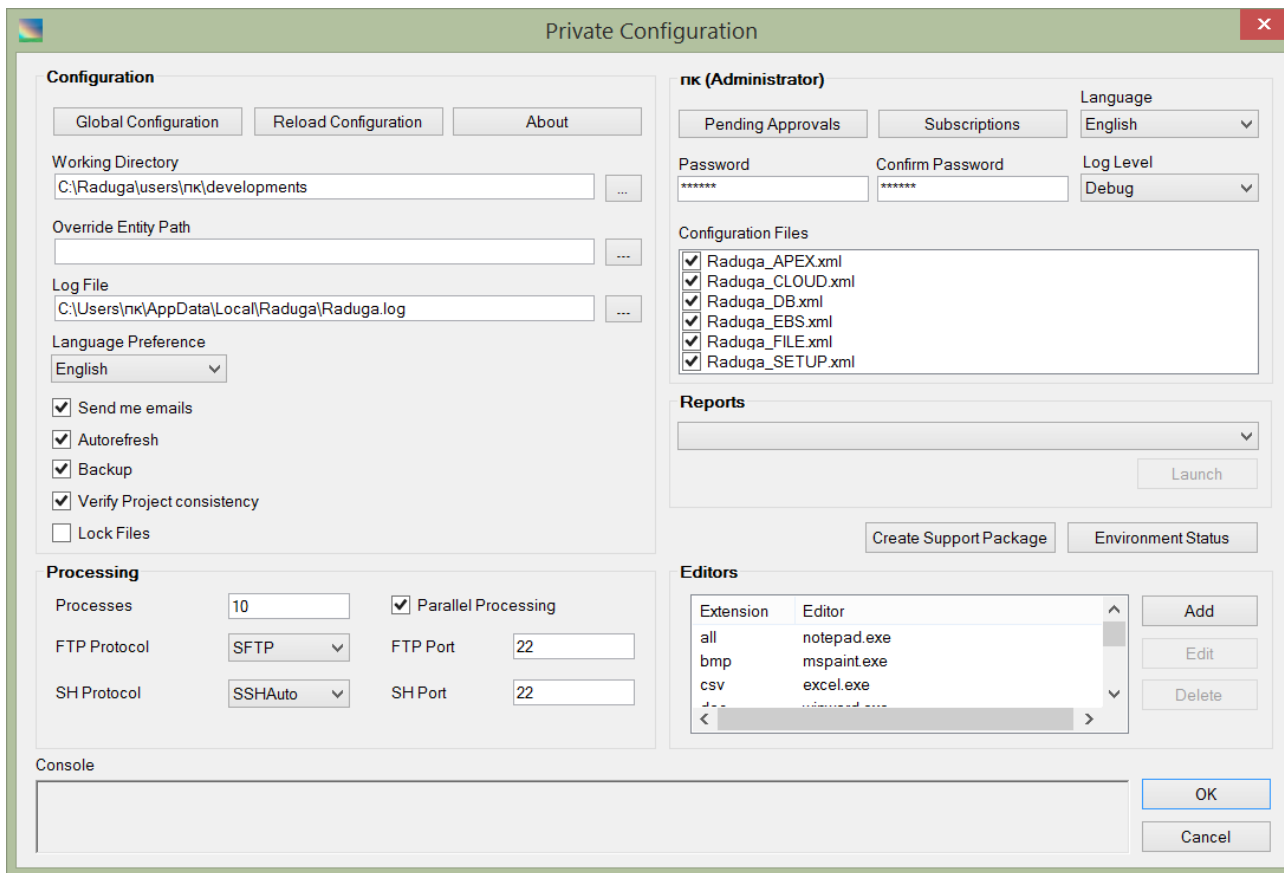 Private Configuration
Configuration
Global Configuration
Reload Configuration
About
Working Directory
C:\Raduga\users\пк\developments
...
Override Entity Path
...
Log File
C:\Users\пк\AppData\Local\Raduga\Raduga.log
...
Language Preference
English
Send me emails
Autorefresh
Backup
Verify Project consistency
Lock Files
пк (Administrator)
Language
Pending Approvals
Subscriptions
English
Password
Confirm Password
Log Level
******
******
Debug
Configuration Files
Raduga_APEX.xml
Raduga_CLOUD.xml
Raduga_DB.xml
Raduga_EBS.xml
Raduga_FILE.xml
Raduga_SETUP.xml
Reports
Launch
Create Support Package
Environment Status
Processing
Processes
10
Parallel Processing
FTP Protocol
SFTP
FTP Port
22
SH Protocol
SSHAuto
SH Port
22
Editors
Extension Editor
all notepad.exe
bmp mspaint.exe
csv excel.exe
Add
Edit
Delete
Console
OK
Cancel